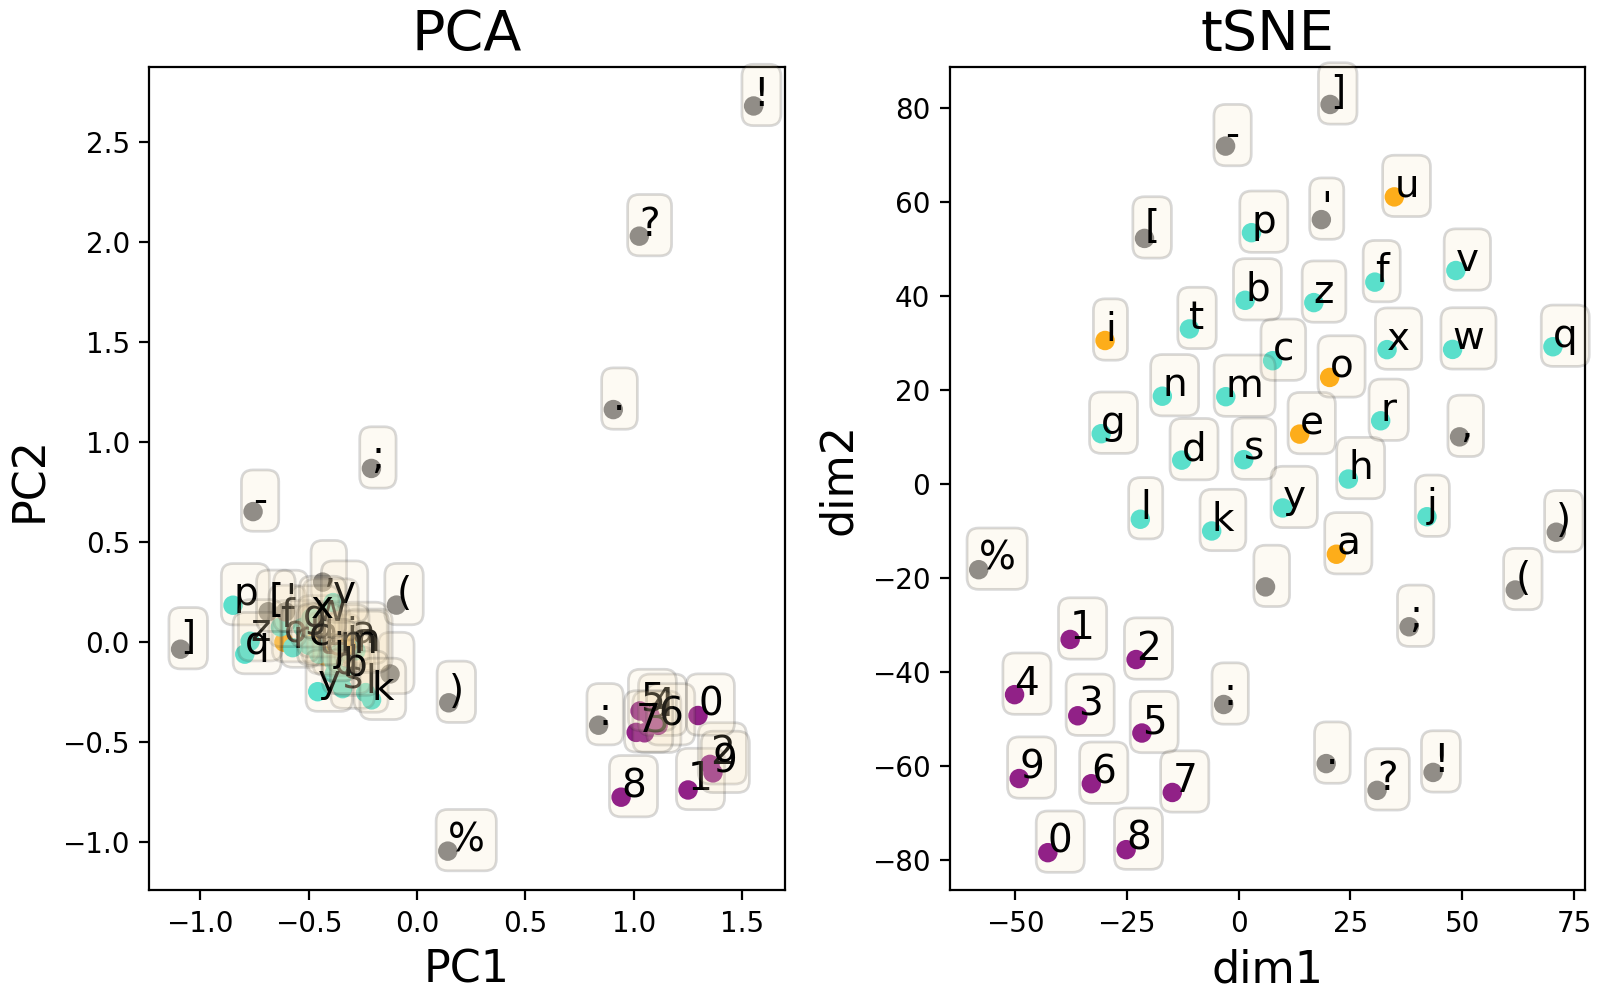 PCA
PC2
2.5
2.0
1.5
1.0
0.5
0.0
−0.5
−1.0
!
?
.
;
-
p
[
'
,
v
(
]
z
f
q
x
o
c
j
m
n
b
s
l
y
k
)
:
5
4
7
6
0
2
9
8
1
%
−1.0 −0.5 0.0 0.5 1.0 1.5
PC1
tSNE
dim2
80
60
40
20
0
−20
−40
−60
−80
]
-
u
'
p
[
v
f
b
z
t
i
c
x
w
q
o
n
m
r
g
e
,
d
s
h
l
k
y
j
)
a
%
(
1
;
2
4
3
:
5
9
6
7
.
?
!
0
8
−50 −25 0 25 50 75
dim1